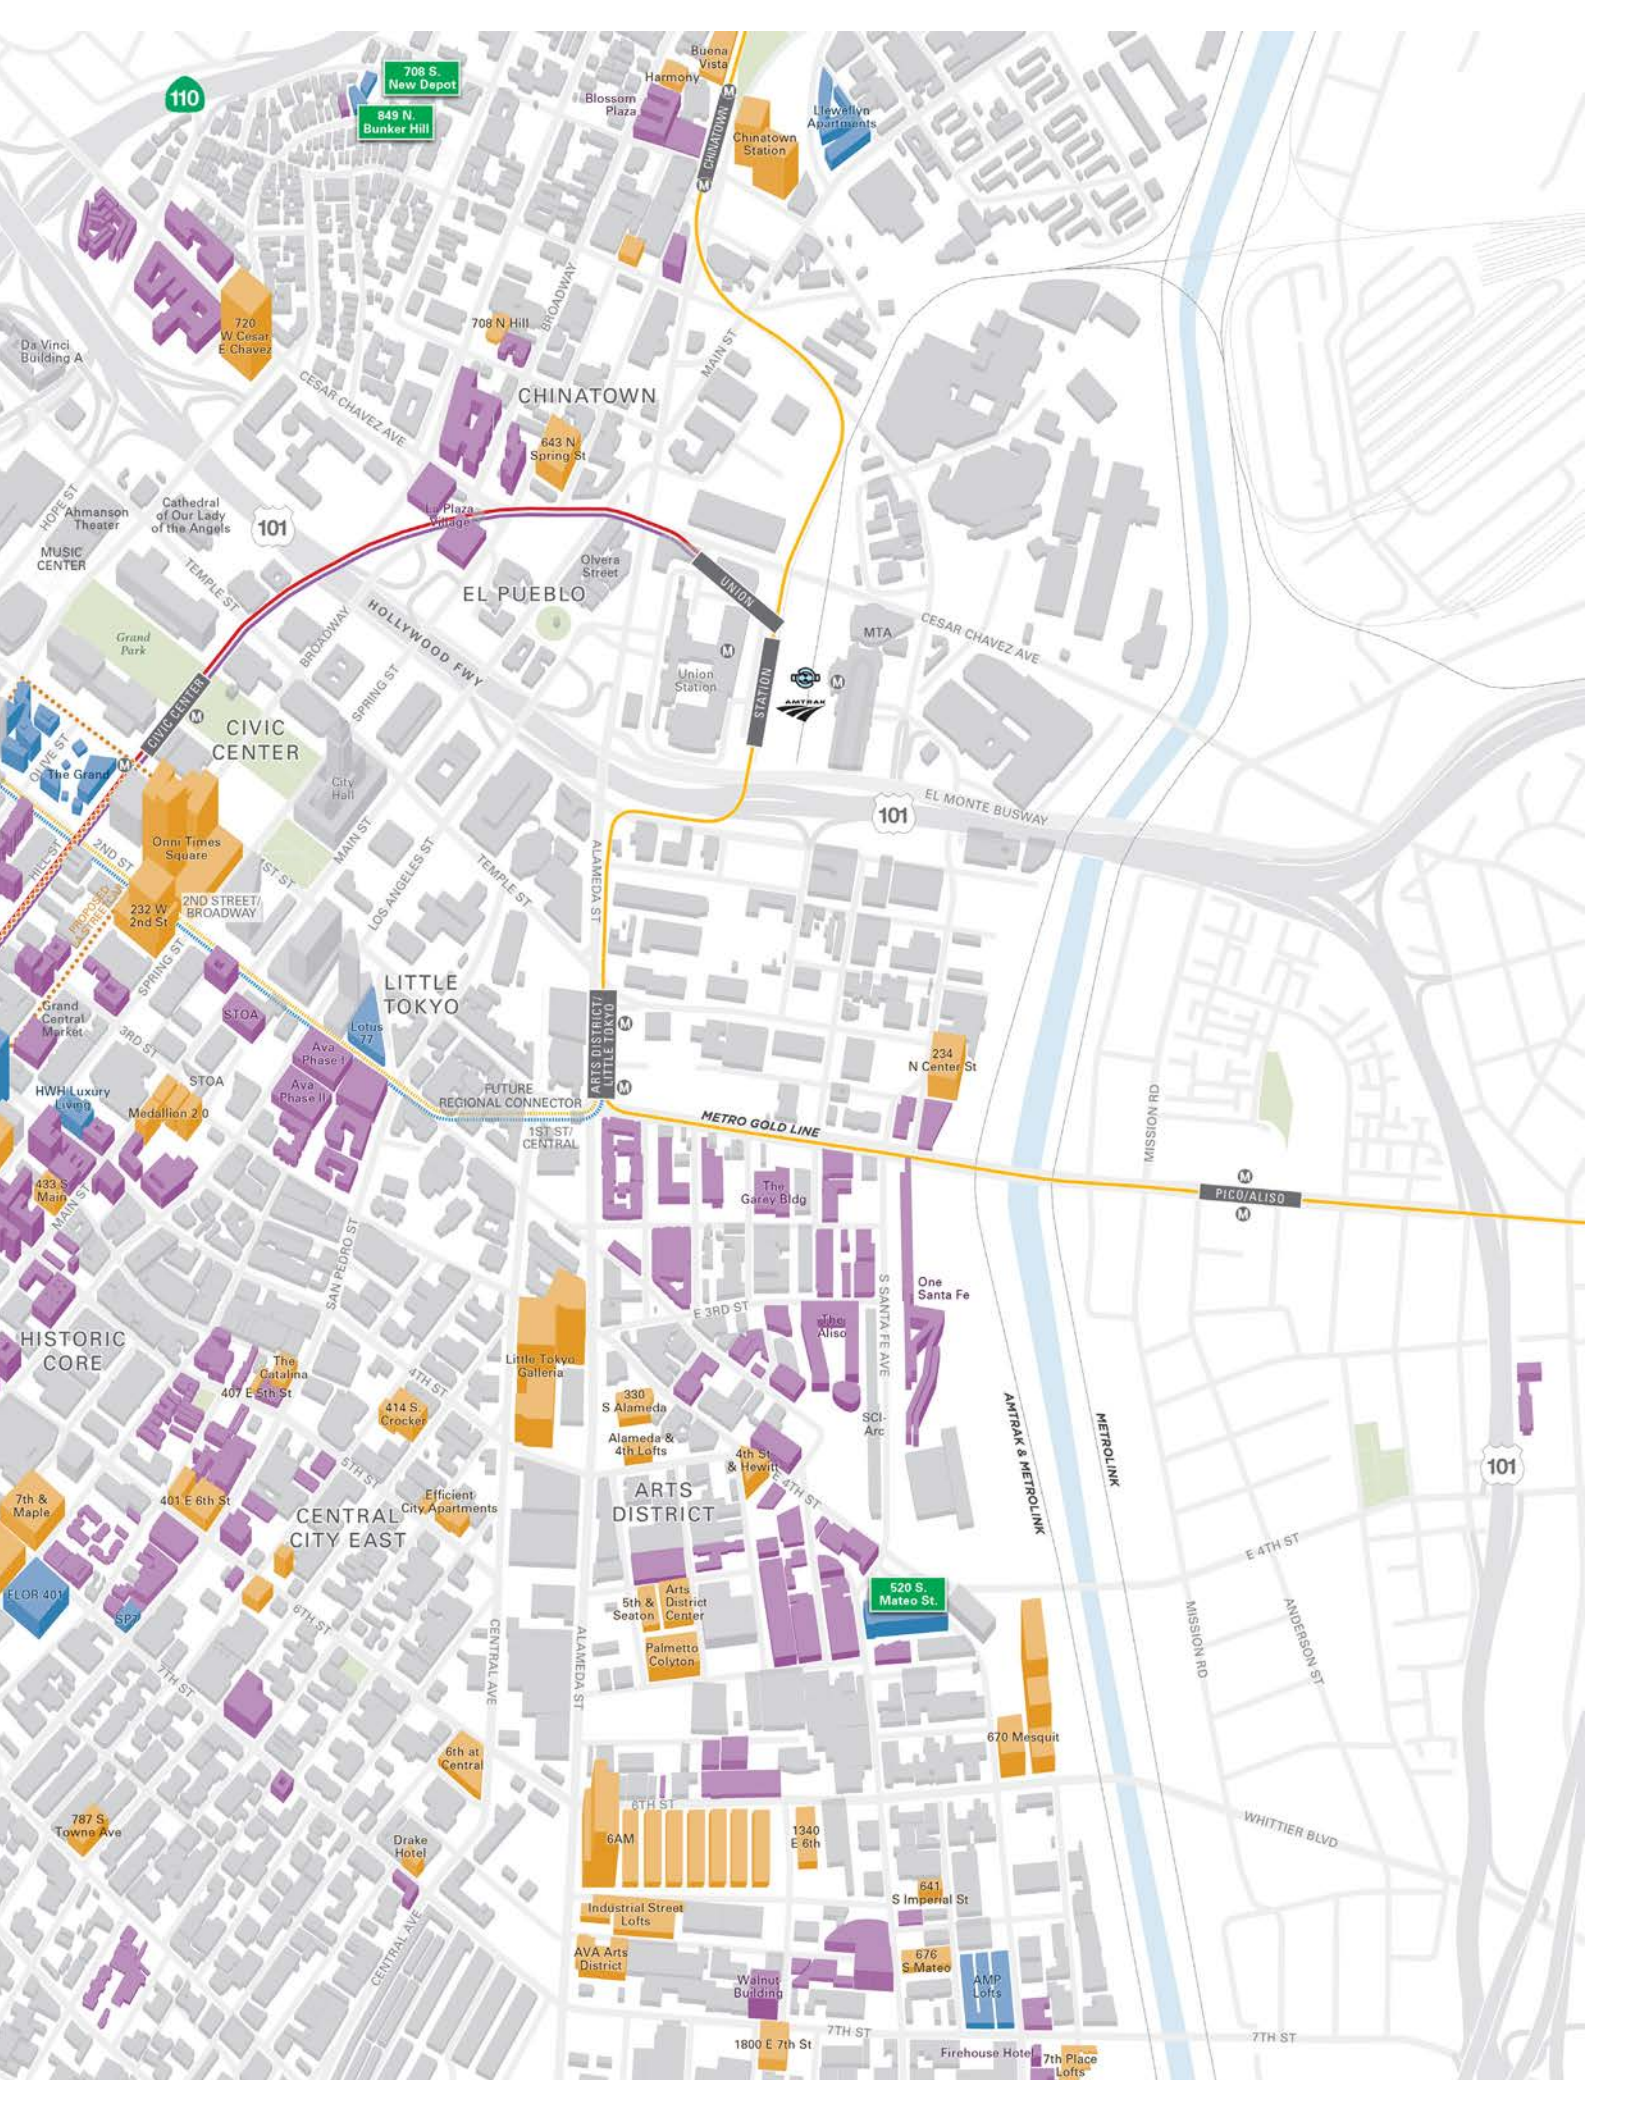 Buena
Vista
708 S.
New Depot
Harmony
110
849 N.
Bunker Hill
Blossom
Plaza
Llewellyn
Apartments
CHINATOWN
Chinatown
Station
M
M
720
W Cesar
E Chavez
708 N Hill
BROADWAY
MAIN ST
Da Vinci
Building A
CESAR CHAVEZ AVE
CHINATOWN
643 N
Spring St
HOPE ST
Ahmanson
Theater
Cathedral
of Our Lady
of the Angels
101
La Plaza
Village
MUSIC
CENTER
TEMPLE ST
Olvera
Street
UNION
EL PUEBLO
HOLLYWOOD FWY
Grand
Park
BROADWAY
MTA
CESAR CHAVEZ AVE
SPRING ST
Union
Station
M
STATION
M
AMTRAK
CIVIC CENTER
M
CIVIC
CENTER
OLIVE ST
The Grand
M
City
Hall
EL MONTE BUSWAY
101
Onni Times
Square
HILL ST
2ND ST
1ST ST
MAIN ST
LOS ANGELES ST
TEMPLE ST
ALAMEDA ST
PROPOSED
LA STREETCAR
232 W
2nd St
2ND STREET/
BROADWAY
SPRING ST
LITTLE
TOKYO
Grand
Central
Market
STOA
Lotus
77
3RD ST
Ava
Phase I
ARTS DISTRICT/
LITTLE TOKYO
M
M
234
N Center St
HWH Luxury
Living
STOA
Ava
Phase II
Medallion 2.0
FUTURE
REGIONAL CONNECTOR
METRO GOLD LINE
1ST ST/
CENTRAL
MISSION RD
433 S
Main
MAIN ST
The
Garey Bldg
M
PICO/ALISO
M
SAN PEDRO ST
One
Santa Fe
E 3RD ST
S SANTA FE AVE
The
Aliso
HISTORIC
CORE
The
Catalina
407 E 5th St
4TH ST
Little Tokyo
Galleria
414 S.
Crocker
330
S Alameda
SCI-
Arc
Alameda &
4th Lofts
AMTRAK & METROLINK
METROLINK
4th St
& Hewitt
E 4TH ST
101
5TH ST
7th &
Maple
401 E 6th St
Efficient
City Apartments
ARTS
DISTRICT
CENTRAL
CITY EAST
E 4TH ST
FLOR 401
SP7
6TH ST
5th &
Seaton
Arts
District
Center
520 S.
Mateo St.
Palmetto
Colyton
CENTRAL AVE
ALAMEDA ST
MISSION RD
ANDERSON ST
7TH ST
670 Mesquit
6th at
Central
6TH ST
787 S
Towne Ave
Drake
Hotel
6AM
1340
E 6th
WHITTIER BLVD
641
S Imperial St
Industrial Street
Lofts
CENTRAL AVE
AVA Arts
District
676
S Mateo
Walnut
Building
AMP
Lofts
7TH ST
7TH ST
1800 E 7th St
Firehouse Hotel
7th Place
Lofts